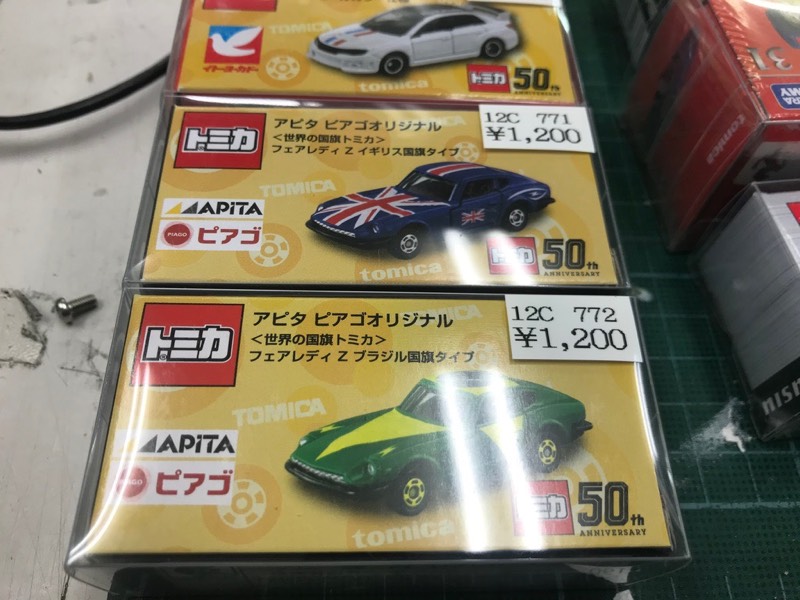 イトーヨーカドー
tomica
トミカ
50th
ANNIVERSARY
トミカ
アピタ ピアゴオリジナル
<世界の国旗トミカ>
フェアレディ Z イギリス国旗タイプ
12C 771
¥1,200
TOMICA
APiTA
PIAGO
ピアゴ
tomica
トミカ
50th
ANNIVERSARY
トミカ
アピタ ピアゴオリジナル
<世界の国旗トミカ>
フェアレディ Z ブラジル国旗タイプ
12C 772
¥1,200
TOMICA
APiTA
PIAGO
ピアゴ
tomica
トミカ
50th
ANNIVERSARY
31
tomica